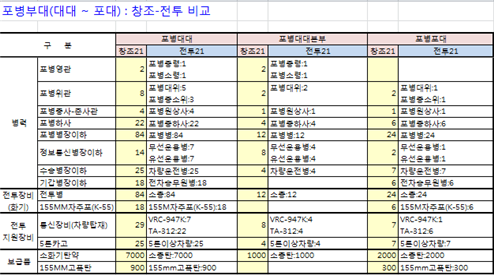 포병부대(대대 ~ 포대) : 창조-전투 비교
구 분 포병대대 포병대대본부 포병포대
창조21 전투21 창조21 전투21 창조21 전투21
병력
포병영관 2 포병중령:1 2 포병중령:1
포병소령:1 포병소령:1
포병위관 8 포병대위:5 2 포병대위:2 2 포병대위:1
포병중소위:3 포병중소위:1
포병중사-준사관 4 포병원상사:4 1 포병원상사:1 1 포병원상사:1
포병하사 22 포병중하사:22 4 포병중하사:4 6 포병중하사:6
포병병장이하 84 포병병:84 12 포병병:12 24 포병병:24
정보통신병장이하 14 무선운용병:7 8 무선운용병:4 2 무선운용병:1
유선운용병:7 유선운용병:4 유선운용병:1
수송병장이하 25 차량운전병:25 4 차량운전병:4 7 차량운전병:7
기갑병장이하 18 전차승무원병:18 6 전차승무원병:6
전투장비
(화기)
전투병 84 소총:84 12 소총:12 24 소총:24
155MM자주포(K-55) 18 155M자주포(K-55):18 6 155M자주포(K-55):6
전투
지원장비
통신장비(차량탑재) 29 VRC-947K:7 8 VRC-947K:4 7 VRC-947K:1
TA-312:22 TA-312:4 TA-312:6
5톤카고 25 5톤이상차량:25 4 5톤이상차량:4 7 5톤이상차량:7
보급률
소화기탄약 7000 소총탄:7000 1000 소총탄:1000 2000 소총탄:2000
155MM고폭탄 900 155mm고폭탄:900 300 155mm고폭탄:300